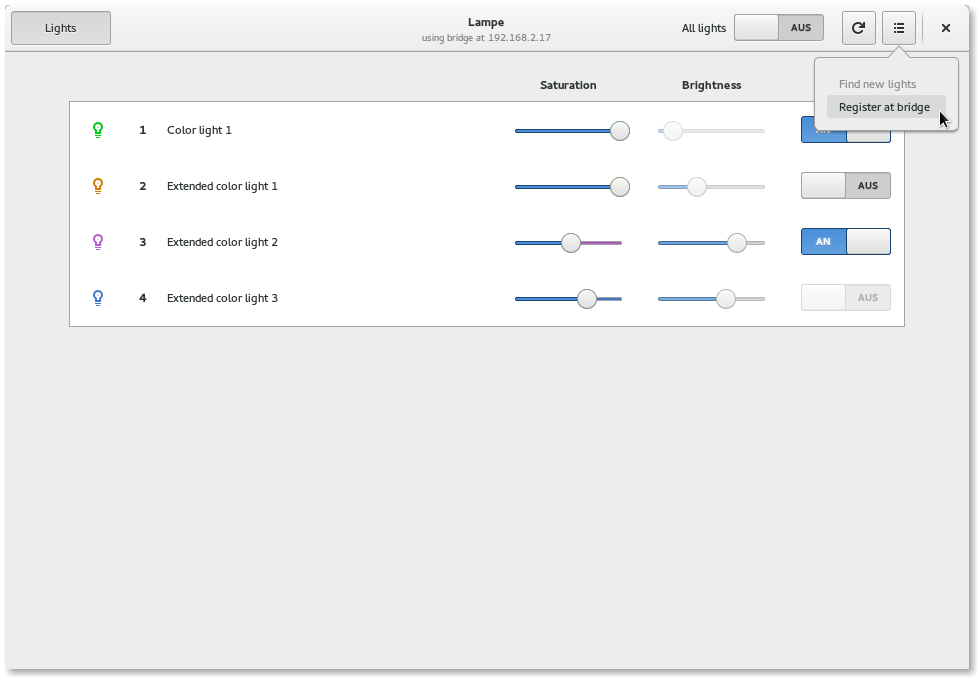 Lights
Lampe
using bridge at 192.168.2.17
All lights
AUS
Find new lights
Register at bridge
Saturation Brightness
1 Color light 1
AN
2 Extended color light 1
AUS
3 Extended color light 2
AN
4 Extended color light 3
AUS